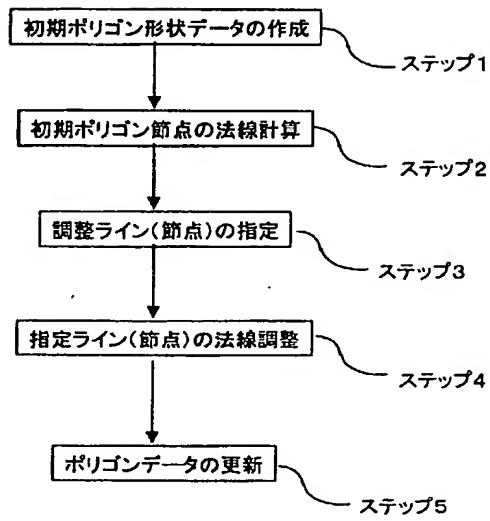 初期ポリゴン形状データの作成
ステップ1
初期ポリゴン節点の法線計算
ステップ2
調整ライン(節点)の指定
ステップ3
指定ライン(節点)の法線調整
ステップ4
ポリゴンデータの更新
ステップ5